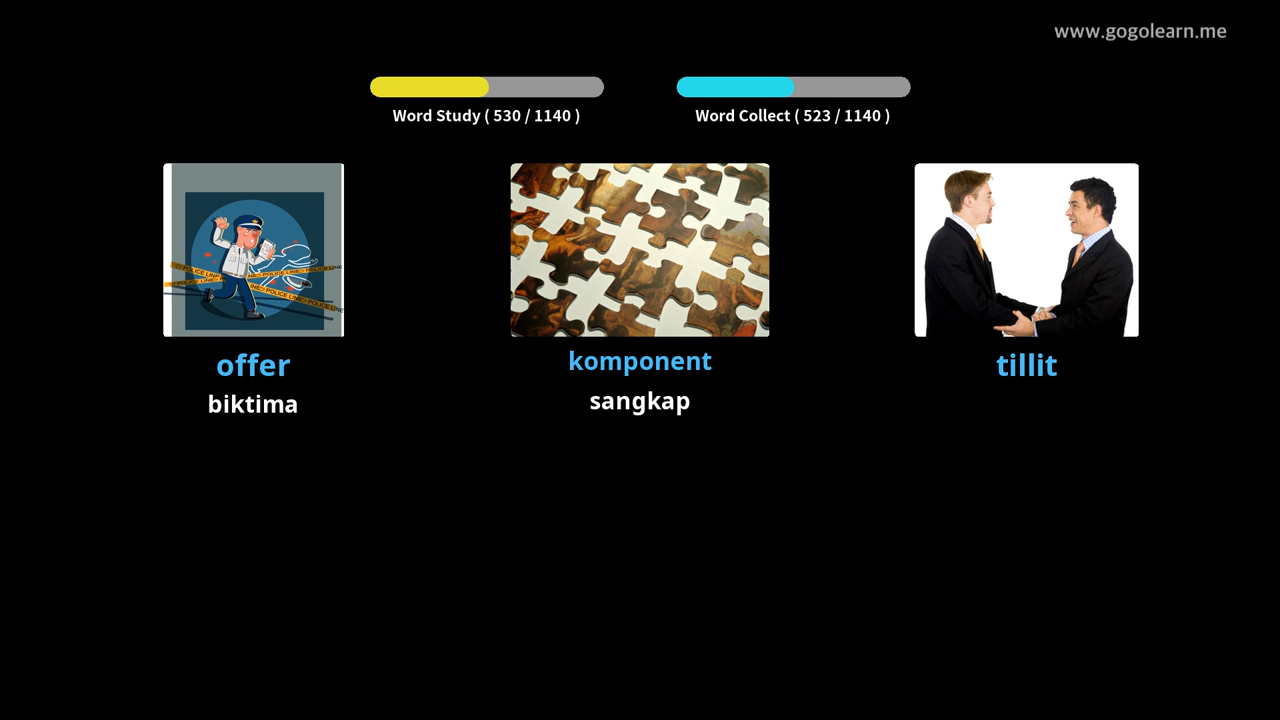 www.gogolearn.me
Word Study ( 530 / 1140 )
Word Collect ( 523 / 1140 )
offer
komponent
tillit
biktima
sangkap